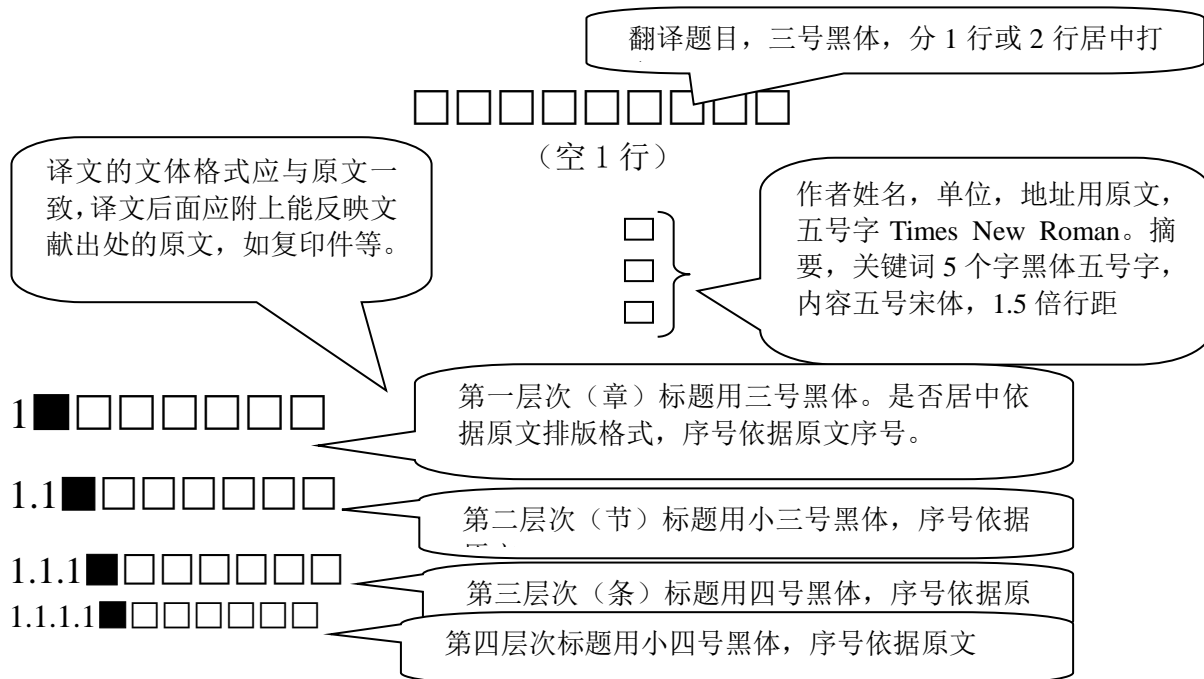 翻译题目，三号黑体，分 1 行或 2 行居中打
□□□□□□□□□
（空 1 行）
译文的文体格式应与原文一
致，译文后面应附上能反映文
献出处的原文，如复印件等。
作者姓名，单位，地址用原文，
五号字 Times New Roman。摘
要，关键词 5 个字黑体五号字，
内容五号宋体，1.5 倍行距
□
□
□
1■□□□□□□
第一层次（章）标题用三号黑体。是否居中依
据原文排版格式，序号依据原文序号。
1.1■□□□□□□
第二层次（节）标题用小三号黑体，序号依据
1.1.1■□□□□□□
第三层次（条）标题用四号黑体，序号依据原
1.1.1.1■□□□□□□
第四层次标题用小四号黑体，序号依据原文